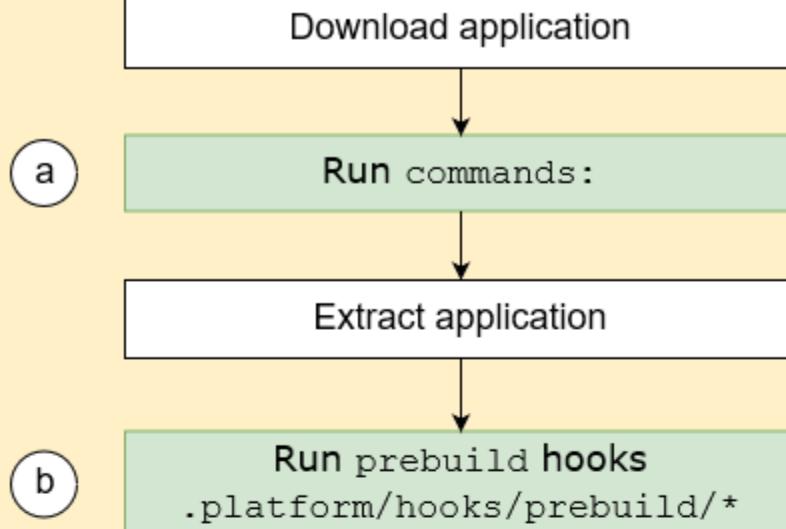 Download application
a
Run commands:
Extract application
b
Run prebuild hooks
.platform/hooks/prebuild/*